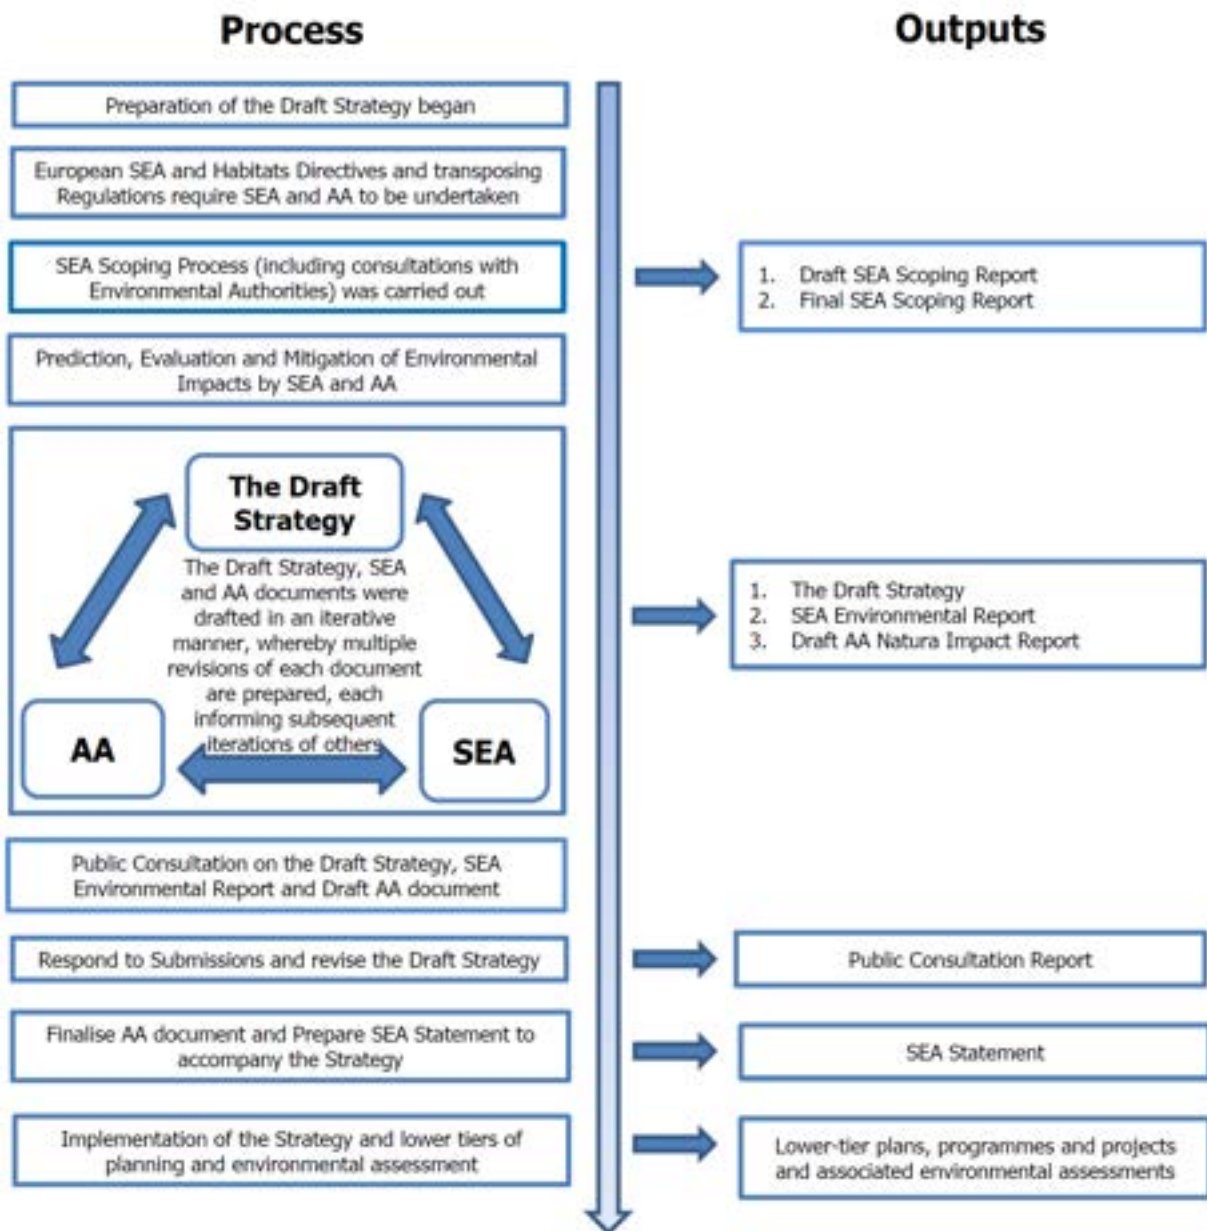 Process
Outputs
Preparation of the Draft Strategy began
European SEA and Habitats Directives and transposing
Regulations require SEA and AA to be undertaken
SEA Scoping Process (including consultations with
Environmental Authorities) was carried out
1. Draft SEA Scoping Report
2. Final SEA Scoping Report
Prediction, Evaluation and Mitigation of Environmental
Impacts by SEA and AA
The Draft
Strategy
The Draft Strategy, SEA
and AA documents were
drafted in an iterative
manner, whereby multiple
revisions of each document
are prepared, each
informing subsequent
iterations of others
AA
SEA
1. The Draft Strategy
2. SEA Environmental Report
3. Draft AA Natura Impact Report
Public Consultation on the Draft Strategy, SEA
Environmental Report and Draft AA document
Respond to Submissions and revise the Draft Strategy
Public Consultation Report
Finalise AA document and Prepare SEA Statement to
accompany the Strategy
SEA Statement
Implementation of the Strategy and lower tiers of
planning and environmental assessment
Lower-tier plans, programmes and projects
and associated environmental assessments